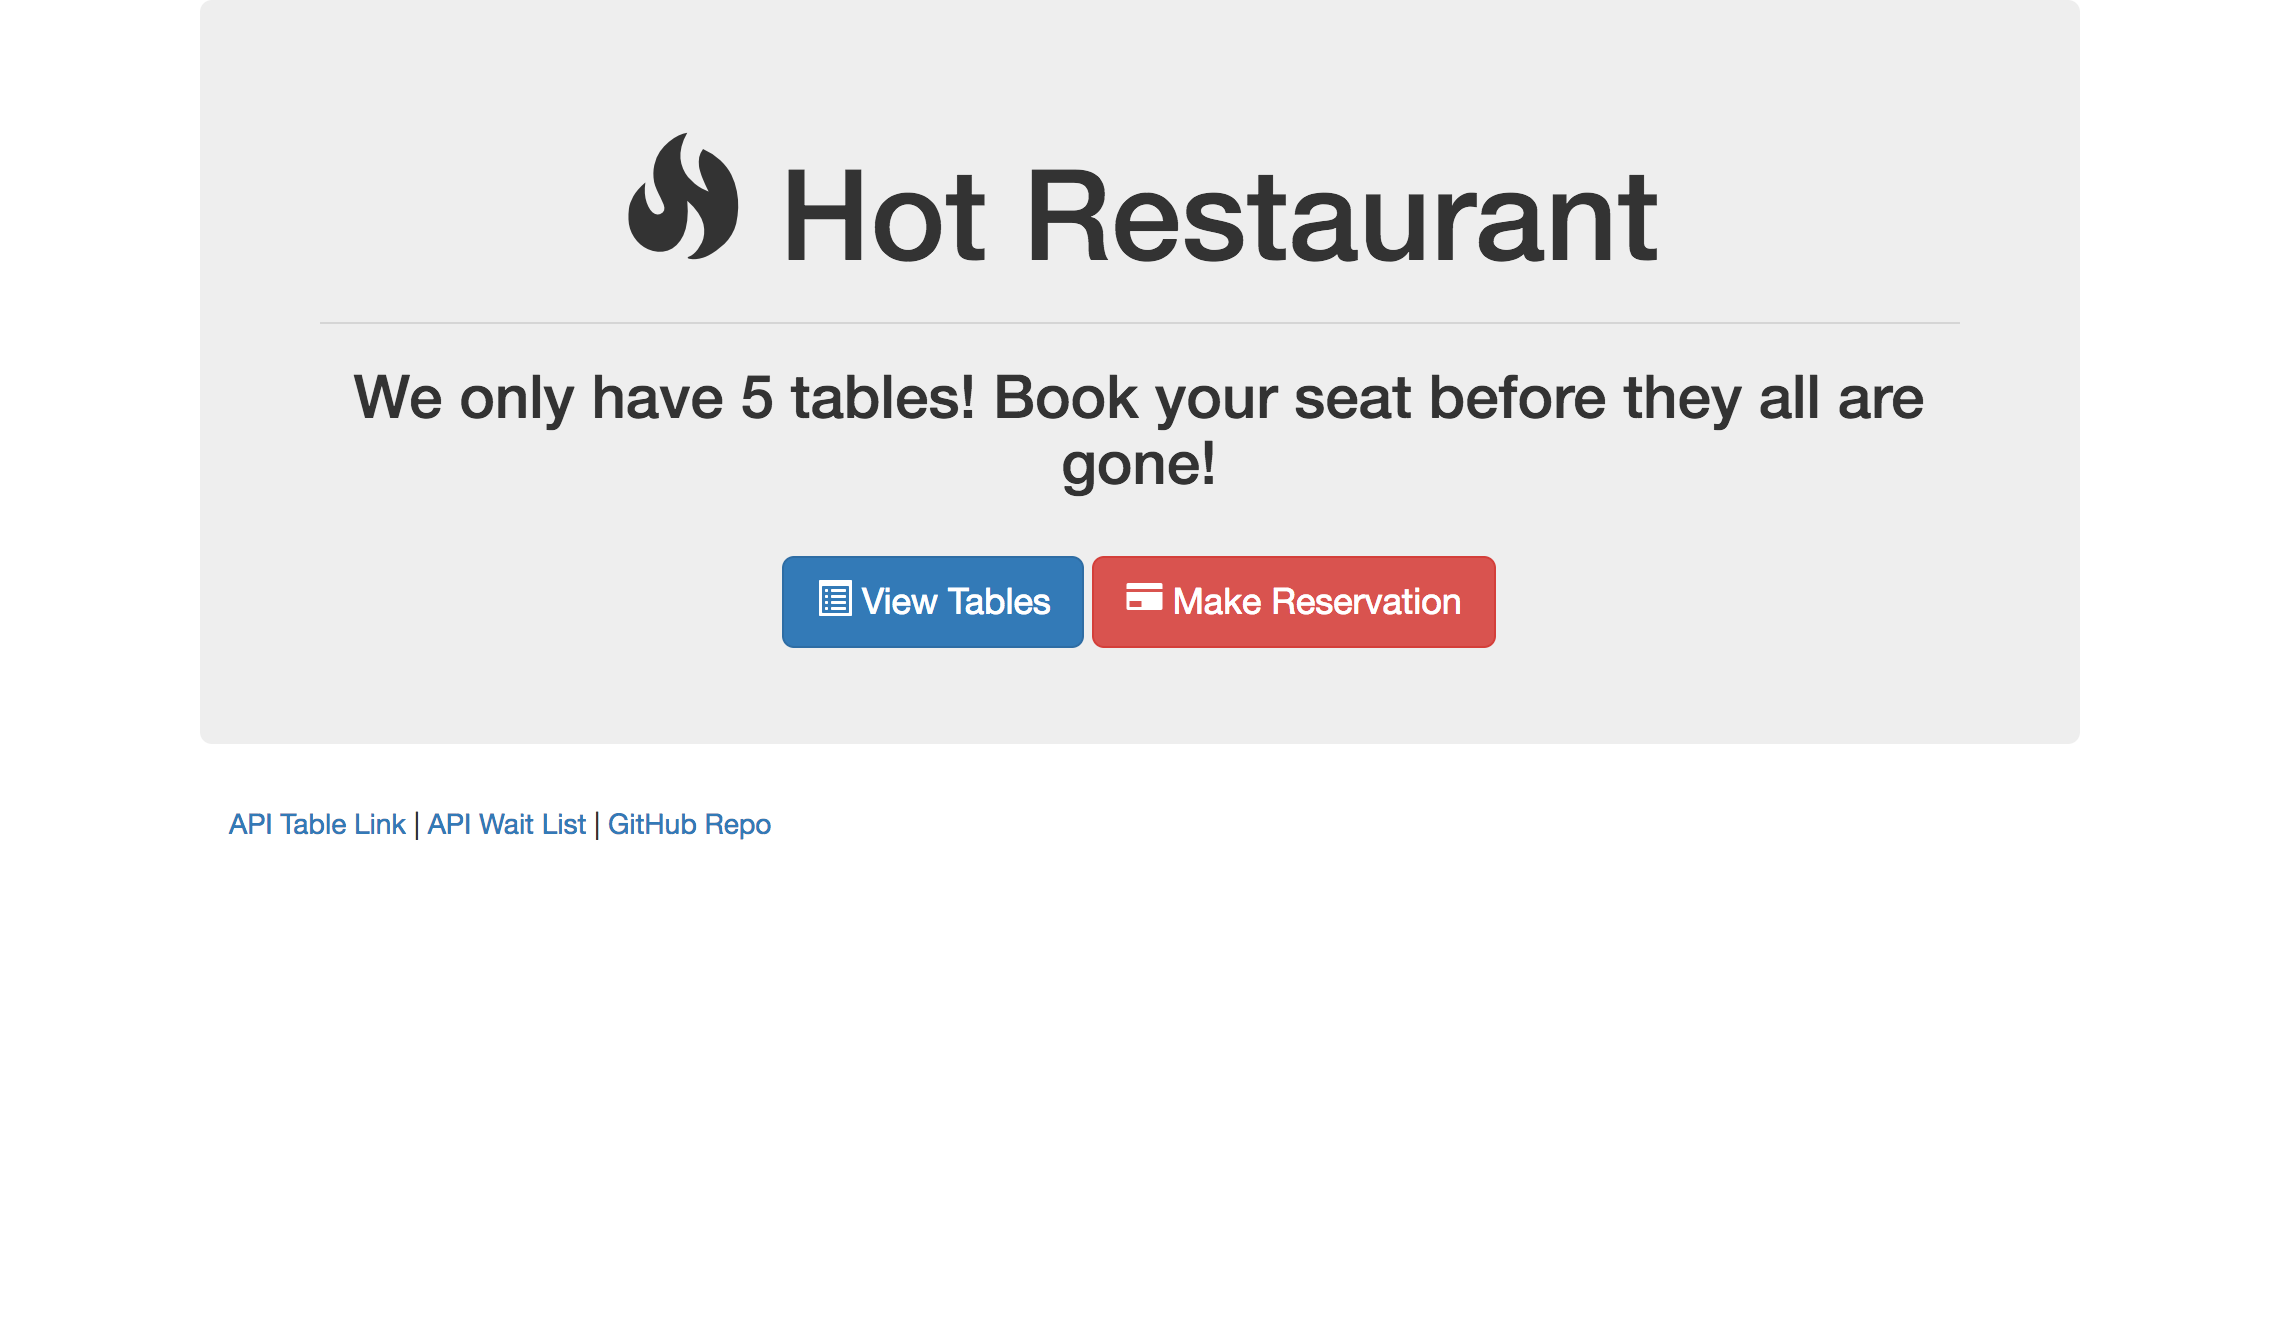 Hot Restaurant
We only have 5 tables! Book your seat before they all are
gone!
View Tables Make Reservation
API Table Link | API Wait List | GitHub Repo